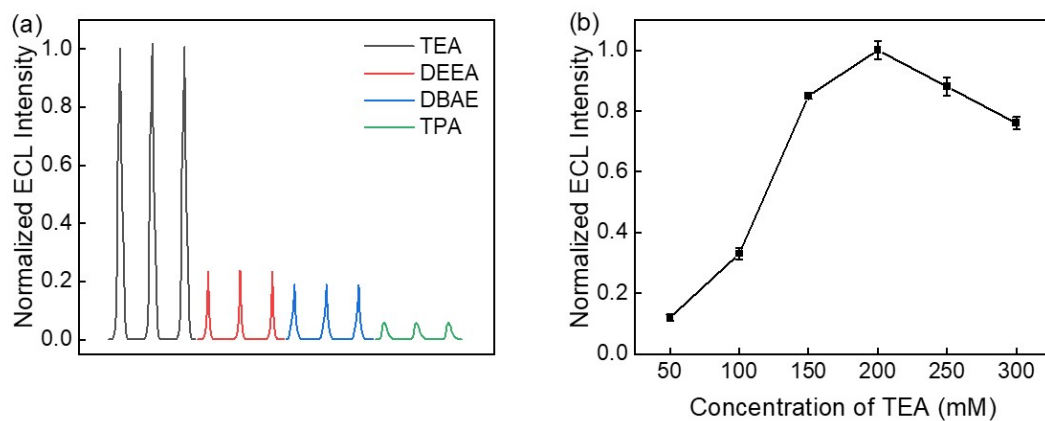 (a)
Normalized ECL Intensity
1.0
0.8
0.6
0.4
0.2
0.0
TEA
DEEA
DBAE
TPA
(b)
Normalized ECL Intensity
1.0
0.8
0.6
0.4
0.2
0.0
50 100 150 200 250 300
Concentration of TEA (mM)